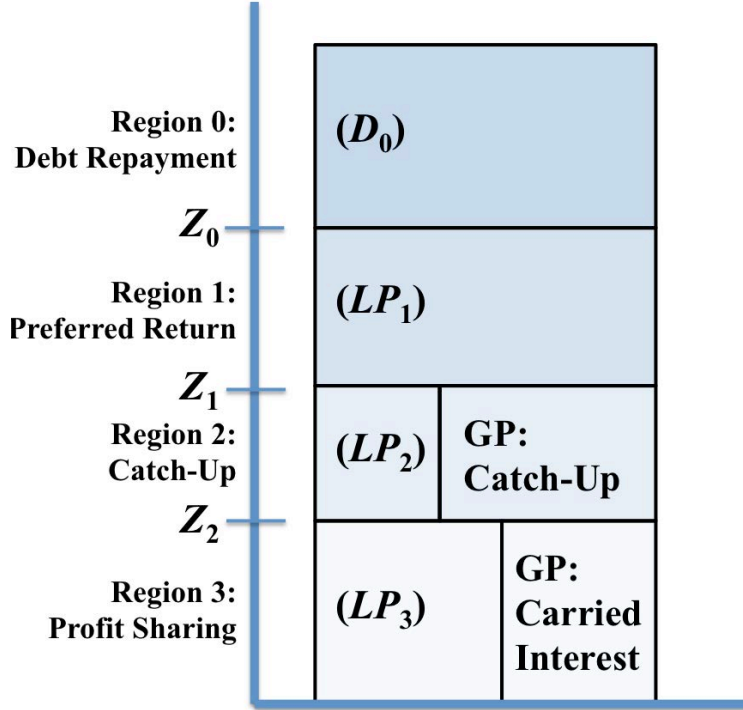 Region 0:
Debt Repayment
(D₀)
Z₀
Region 1:
Preferred Return
(LP₁)
Z₁
Region 2:
Catch-Up
(LP₂)
GP:
Catch-Up
Z₂
Region 3:
Profit Sharing
(LP₃)
GP:
Carried
Interest